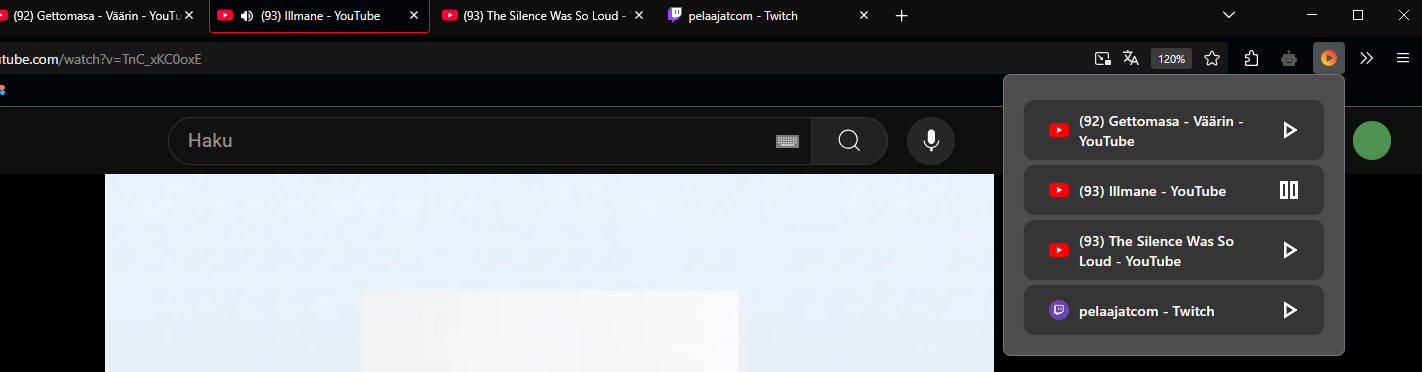 (92) Gettomasa - Väärin - YouTu
(93) Illmane - YouTube
(93) The Silence Was So Loud -
pelaajatcom - Twitch
utube.com/watch?v=TnC_xKC0oxE
120%
Haku
(92) Gettomasa - Väärin -
YouTube
(93) Illmane - YouTube
(93) The Silence Was So
Loud - YouTube
pelaajatcom - Twitch